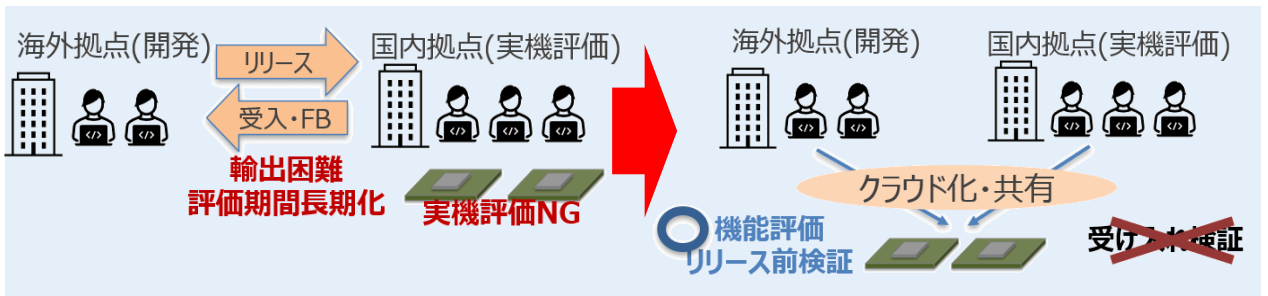 海外拠点(開発)
リリース
受入・FB
国内拠点(実機評価)
輸出困難
評価期間長期化
実機評価NG
海外拠点(開発)
国内拠点(実機評価)
クラウド化・共有
機能評価
リリース前検証
受け入れ検証